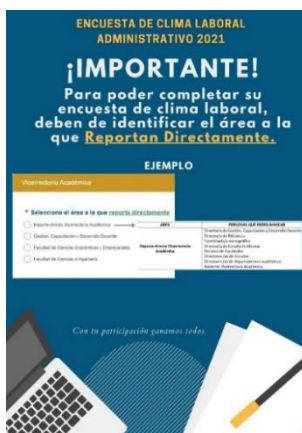 ENCUESTA DE CLIMA LABORAL
ADMINISTRATIVO 2021
¡IMPORTANTE!
Para poder completar su
encuesta de clima laboral,
deben de identificar el área a la
que Reportan Directamente.
EJEMPLO
Vicerrectoría Académica
* Seleccione el área a la que reporta directamente
Reporte directo Vicerrectoría Académica
Gestión, Capacitación y Desarrollo Docente
Facultad de Ciencias Económicas y Empresariales
Facultad de Ciencias e Ingeniería
ÁREA
PERSONAS QUE DEBEN MARCAR
Reporte directo Vicerrectoría
Académica
Con tu participación ganamos todos.